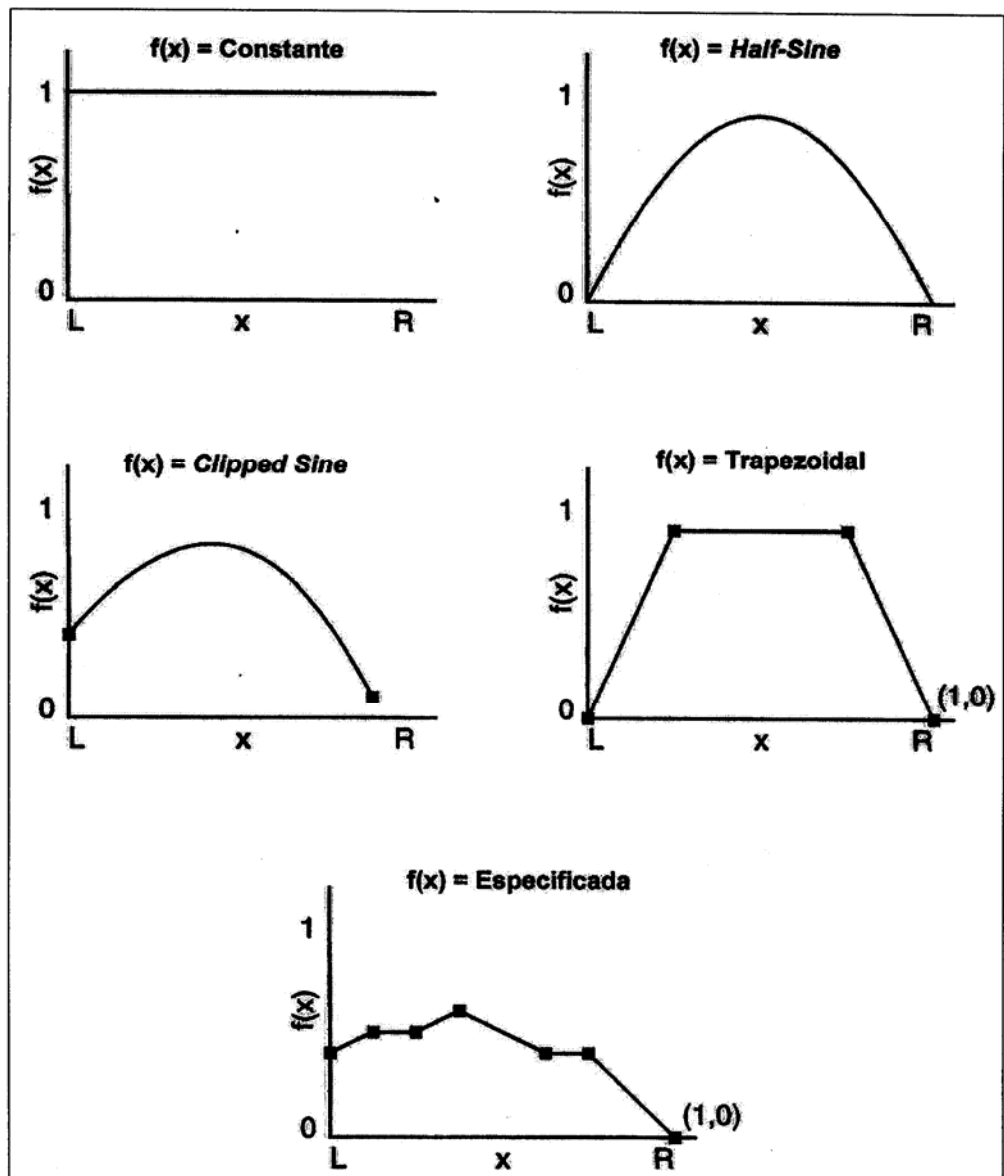 f(x) = Constante
1
f(x)
0
L x R
f(x) = Half-Sine
1
f(x)
0
L x R
f(x) = Clipped Sine
1
f(x)
0
L x R
f(x) = Trapezoidal
1
f(x)
0
(1,0)
L x R
f(x) = Especificada
1
f(x)
0
(1,0)
L x R